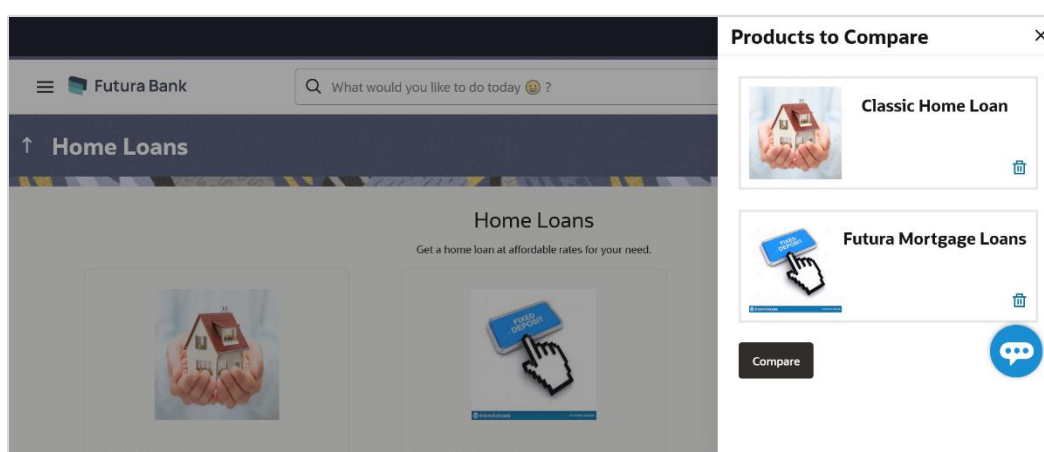 Products to Compare
Futura Bank
What would you like to do today 😀 ?
Classic Home Loan
Home Loans
Home Loans
Futura Mortgage Loans
FIXED DEPOSIT
Get a home loan at affordable rates for your need.
Compare
FIXED
DEPOSIT